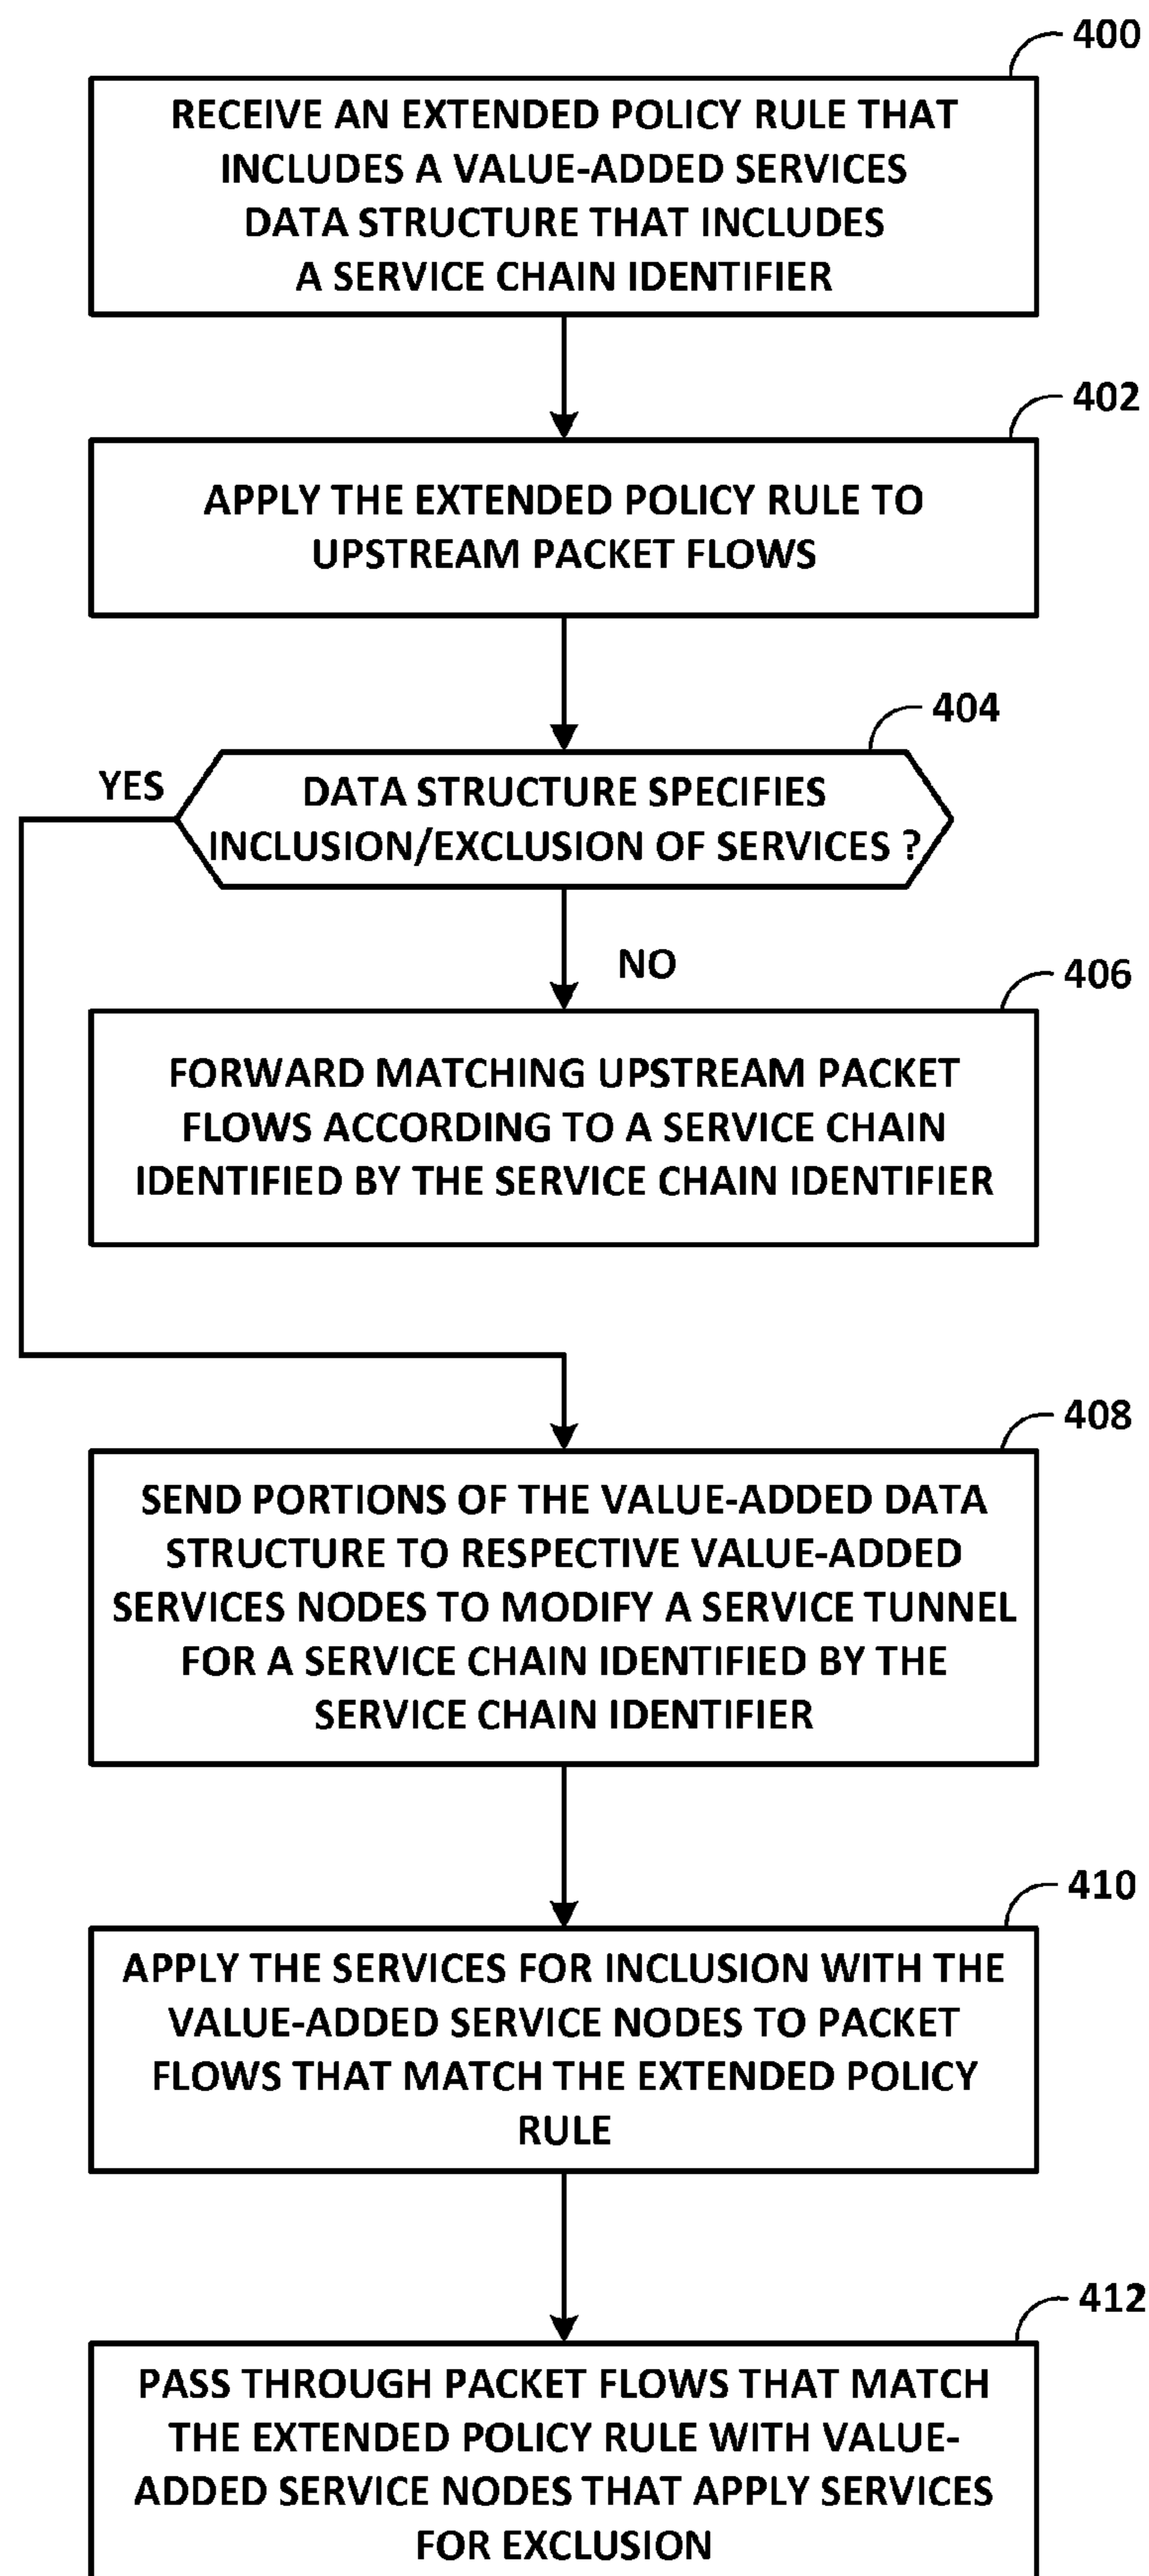 400
RECEIVE AN EXTENDED POLICY RULE THAT
INCLUDES A VALUE-ADDED SERVICES
DATA STRUCTURE THAT INCLUDES
A SERVICE CHAIN IDENTIFIER
402
APPLY THE EXTENDED POLICY RULE TO
UPSTREAM PACKET FLOWS
404
YES
DATA STRUCTURE SPECIFIES
INCLUSION/EXCLUSION OF SERVICES ?
NO
406
FORWARD MATCHING UPSTREAM PACKET
FLOWS ACCORDING TO A SERVICE CHAIN
IDENTIFIED BY THE SERVICE CHAIN IDENTIFIER
408
SEND PORTIONS OF THE VALUE-ADDED DATA
STRUCTURE TO RESPECTIVE VALUE-ADDED
SERVICES NODES TO MODIFY A SERVICE TUNNEL
FOR A SERVICE CHAIN IDENTIFIED BY THE
SERVICE CHAIN IDENTIFIER
410
APPLY THE SERVICES FOR INCLUSION WITH THE
VALUE-ADDED SERVICE NODES TO PACKET
FLOWS THAT MATCH THE EXTENDED POLICY
RULE
412
PASS THROUGH PACKET FLOWS THAT MATCH
THE EXTENDED POLICY RULE WITH VALUE-
ADDED SERVICE NODES THAT APPLY SERVICES
FOR EXCLUSION